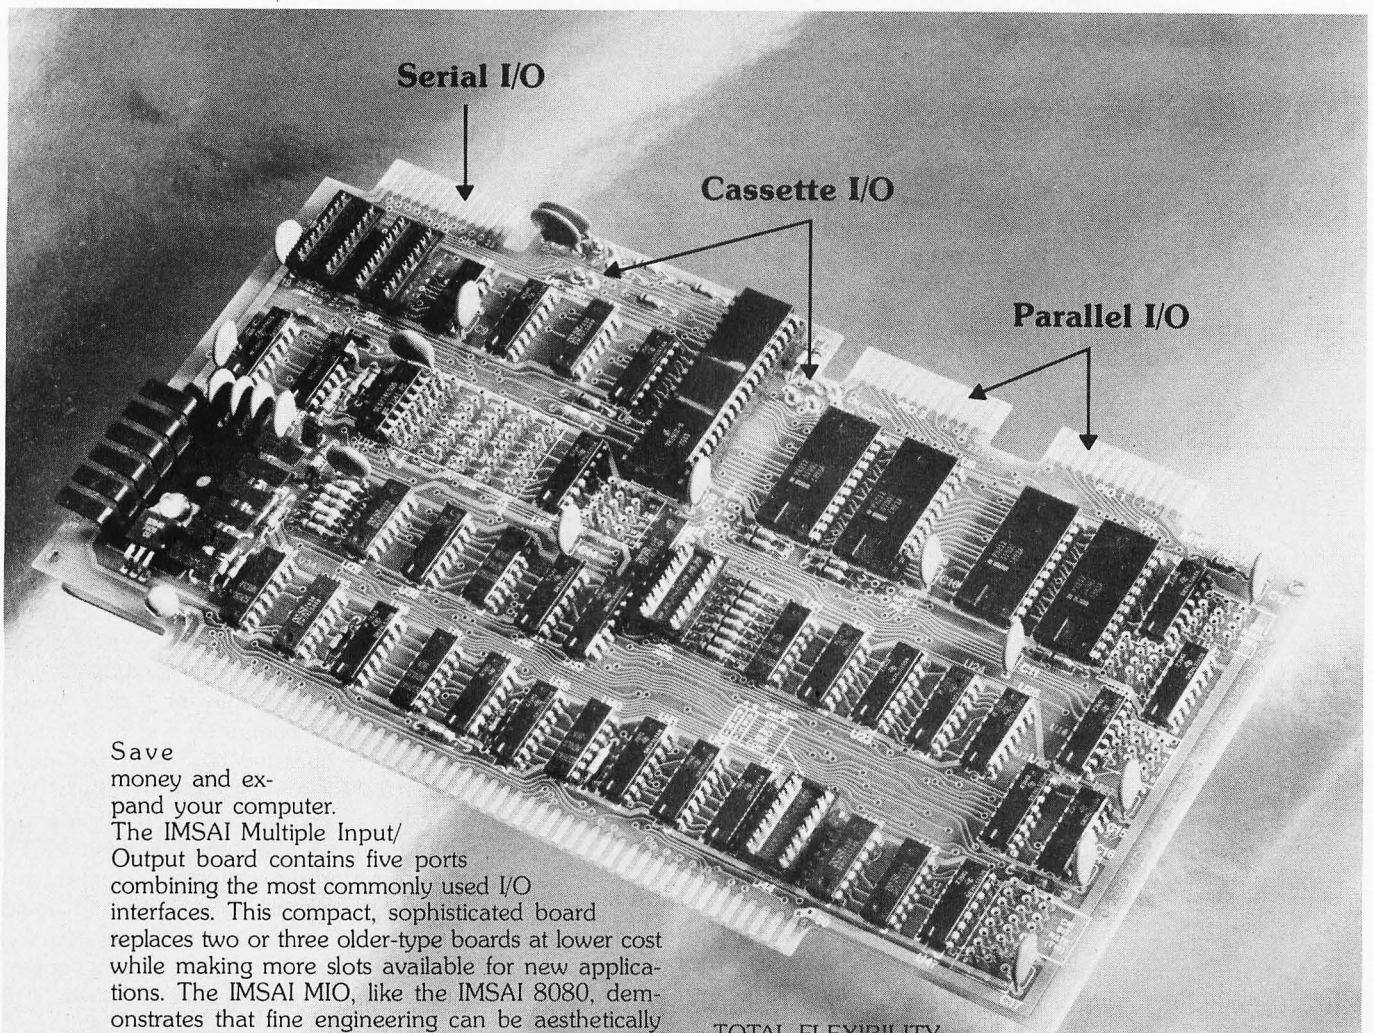 Serial I/O
Cassette I/O
Parallel I/O
Save
money and ex-
pand your computer.
The IMSAI Multiple Input/
Output board contains five ports
combining the most commonly used I/O
interfaces. This compact, sophisticated board
replaces two or three older-type boards at lower cost
while making more slots available for new applica-
tions. The IMSAI MIO, like the IMSAI 8080, dem-
onstrates that fine engineering can be aesthetically
TOTAL FLEXIBILITY